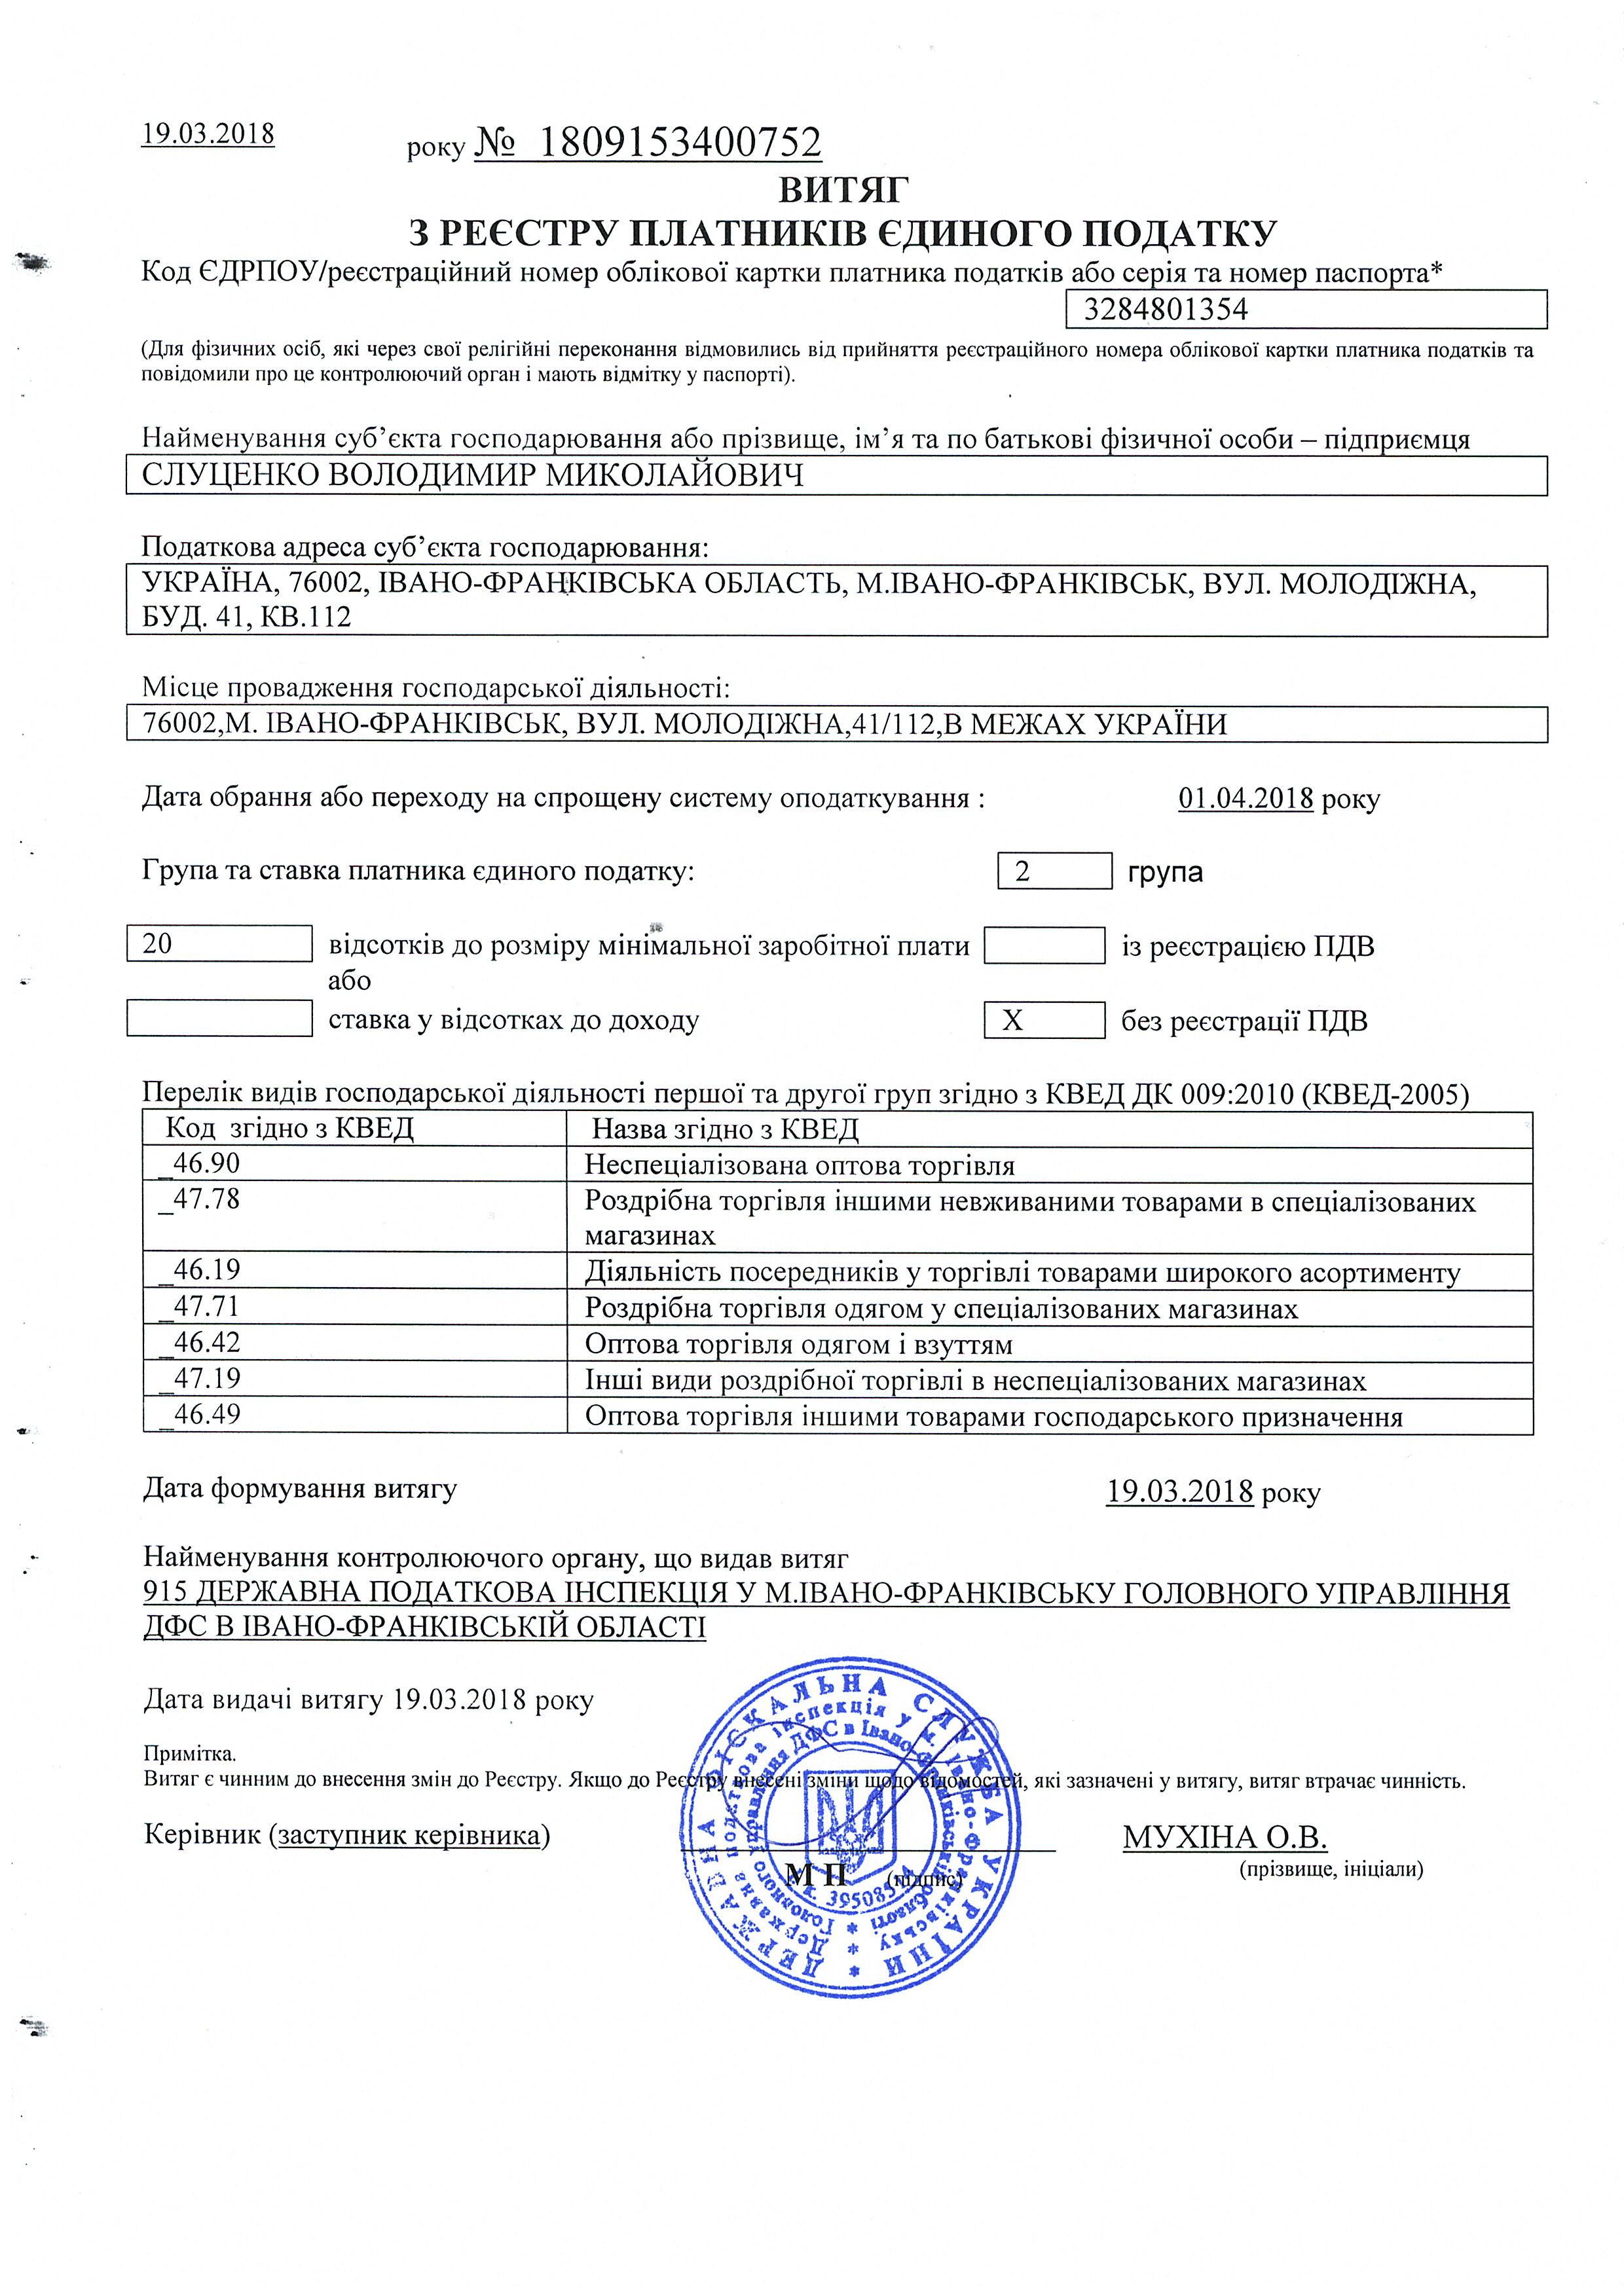 19.03.2018 року № 1809153400752
ВИТЯГ
З РЕЄСТРУ ПЛАТНИКІВ ЄДИНОГО ПОДАТКУ
Код ЄДРПОУ/реєстраційний номер облікової картки платника податків або серія та номер паспорта*
3284801354
(Для фізичних осіб, які через свої релігійні переконання відмовились від прийняття реєстраційного номера облікової картки платника податків та
повідомили про це контролюючий орган і мають відмітку у паспорті).
Найменування суб’єкта господарювання або прізвище, ім’я та по батькові фізичної особи – підприємця
СЛУЦЕНКО ВОЛОДИМИР МИКОЛАЙОВИЧ
Податкова адреса суб’єкта господарювання:
УКРАЇНА, 76002, ІВАНО-ФРАНКІВСЬКА ОБЛАСТЬ, М.ІВАНО-ФРАНКІВСЬК, ВУЛ. МОЛОДІЖНА,
БУД. 41, КВ.112
Місце провадження господарської діяльності:
76002,М. ІВАНО-ФРАНКІВСЬК, ВУЛ. МОЛОДІЖНА,41/112,В МЕЖАХ УКРАЇНИ
Дата обрання або переходу на спрощену систему оподаткування : 01.04.2018 року
Група та ставка платника єдиного податку: 2 група
20 відсотків до розміру мінімальної заробітної плати із реєстрацією ПДВ
або
ставка у відсотках до доходу X без реєстрації ПДВ
Перелік видів господарської діяльності першої та другої груп згідно з КВЕД ДК 009:2010 (КВЕД-2005)
Код згідно з КВЕД Назва згідно з КВЕД
_46.90 Неспеціалізована оптова торгівля
_47.78 Роздрібна торгівля іншими невживаними товарами в спеціалізованих
магазинах
_46.19 Діяльність посередників у торгівлі товарами широкого асортименту
_47.71 Роздрібна торгівля одягом у спеціалізованих магазинах
_46.42 Оптова торгівля одягом і взуттям
_47.19 Інші види роздрібної торгівлі в неспеціалізованих магазинах
_46.49 Оптова торгівля іншими товарами господарського призначення
Дата формування витягу 19.03.2018 року
Найменування контролюючого органу, що видав витяг
915 ДЕРЖАВНА ПОДАТКОВА ІНСПЕКЦІЯ У М.ІВАНО-ФРАНКІВСЬКУ ГОЛОВНОГО УПРАВЛІННЯ
ДФС В ІВАНО-ФРАНКІВСЬКІЙ ОБЛАСТІ
Дата видачі витягу 19.03.2018 року
Примітка.
Витяг є чинним до внесення змін до Реєстру. Якщо до Реєстру внесені зміни щодо відомостей, які зазначені у витягу, витяг втрачає чинність.
Керівник (заступник керівника) МУХІНА О.В.
М П (підпис) (прізвище, ініціали)
ДЕРЖАВНА ФІСКАЛЬНА СЛУЖБА УКРАЇНИ *
Державна податкова інспекція у м. Івано-Франківську *
Головного управління ДФС в Івано-Франківській області *